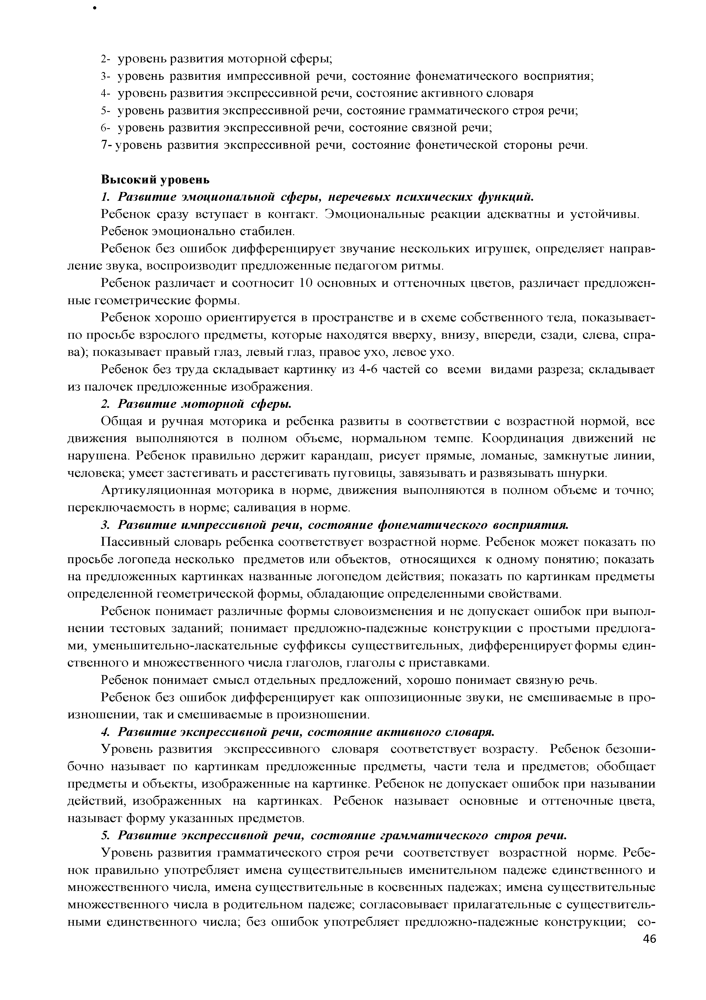 •
2- уровень развития моторной сферы;
3- уровень развития импрессивной речи, состояние фонематического восприятия;
4- уровень развития экспрессивной речи, состояние активного словаря
5- уровень развития экспрессивной речи, состояние грамматического строя речи;
6- уровень развития экспрессивной речи, состояние связной речи;
7- уровень развития экспрессивной речи, состояние фонетической стороны речи.
Высокий уровень
1. Развитие эмоциональной сферы, неречевых психических функций.
Ребенок сразу вступает в контакт. Эмоциональные реакции адекватны и устойчивы.
Ребенок эмоционально стабилен.
Ребенок без ошибок дифференцирует звучание нескольких игрушек, определяет направ-
ление звука, воспроизводит предложенные педагогом ритмы.
Ребенок различает и соотносит 10 основных и оттеночных цветов, различает предложен-
ные геометрические формы.
Ребенок хорошо ориентируется в пространстве и в схеме собственного тела, показывает-
по просьбе взрослого предметы, которые находятся вверху, внизу, впереди, сзади, слева, спра-
ва); показывает правый глаз, левый глаз, правое ухо, левое ухо.
Ребенок без труда складывает картинку из 4-6 частей со всеми видами разреза; складывает
из палочек предложенные изображения.
2. Развитие моторной сферы.
Общая и ручная моторика и ребенка развиты в соответствии с возрастной нормой, все
движения выполняются в полном объеме, нормальном темпе. Координация движений не
нарушена. Ребенок правильно держит карандаш, рисует прямые, ломаные, замкнутые линии,
человека; умеет застегивать и расстегивать пуговицы, завязывать и развязывать шнурки.
Артикуляционная моторика в норме, движения выполняются в полном объеме и точно;
переключаемость в норме; саливация в норме.
3. Развитие импрессивной речи, состояние фонематического восприятия.
Пассивный словарь ребенка соответствует возрастной норме. Ребенок может показать по
просьбе логопеда несколько предметов или объектов, относящихся к одному понятию; показать
на предложенных картинках названные логопедом действия; показать по картинкам предметы
определенной геометрической формы, обладающие определенными свойствами.
Ребенок понимает различные формы словоизменения и не допускает ошибок при выпол-
нении тестовых заданий; понимает предложно-падежные конструкции с простыми предлога-
ми, уменьшительно-ласкательные суффиксы существительных, дифференцирует формы един-
ственного и множественного числа глаголов, глаголы с приставками.
Ребенок понимает смысл отдельных предложений, хорошо понимает связную речь.
Ребенок без ошибок дифференцирует как оппозиционные звуки, не смешиваемые в про-
изношении, так и смешиваемые в произношении.
4. Развитие экспрессивной речи, состояние активного словаря.
Уровень развития экспрессивного словаря соответствует возрасту. Ребенок безоши-
бочно называет по картинкам предложенные предметы, части тела и предметов; обобщает
предметы и объекты, изображенные на картинке. Ребенок не допускает ошибок при назывании
действий, изображенных на картинках. Ребенок называет основные и оттеночные цвета,
называет форму указанных предметов.
5. Развитие экспрессивной речи, состояние грамматического строя речи.
Уровень развития грамматического строя речи соответствует возрастной норме. Ребе-
нок правильно употребляет имена существительныев именительном падеже единственного и
множественного числа, имена существительные в косвенных падежах; имена существительные
множественного числа в родительном падеже; согласовывает прилагательные с существитель-
ными единственного числа; без ошибок употребляет предложно-падежные конструкции; со-
46